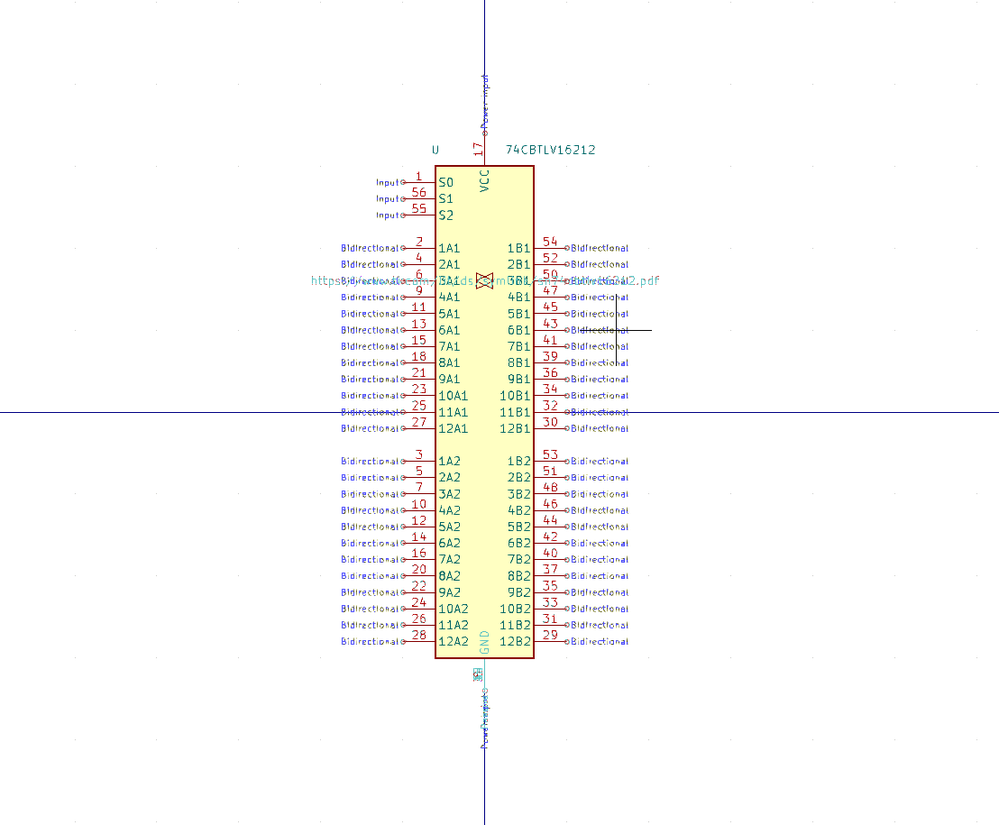 Power input
U 74CBTLV16212
17
VCC
Input 1 S0
Input 56 S1
Input 55 S2
Bidirectional 2 1A1 1B1 54 Bidirectional
Bidirectional 4 2A1 2B1 52 Bidirectional
Bidirectional 6 3A1 3B1 50 Bidirectional
Bidirectional 9 4A1 4B1 47 Bidirectional
Bidirectional 11 5A1 5B1 45 Bidirectional
Bidirectional 13 6A1 6B1 43 Bidirectional
Bidirectional 15 7A1 7B1 41 Bidirectional
Bidirectional 18 8A1 8B1 39 Bidirectional
Bidirectional 21 9A1 9B1 36 Bidirectional
Bidirectional 23 10A1 10B1 34 Bidirectional
Bidirectional 25 11A1 11B1 32 Bidirectional
Bidirectional 27 12A1 12B1 30 Bidirectional
Bidirectional 3 1A2 1B2 53 Bidirectional
Bidirectional 5 2A2 2B2 51 Bidirectional
Bidirectional 7 3A2 3B2 48 Bidirectional
Bidirectional 10 4A2 4B2 46 Bidirectional
Bidirectional 12 5A2 5B2 44 Bidirectional
Bidirectional 14 6A2 6B2 42 Bidirectional
Bidirectional 16 7A2 7B2 40 Bidirectional
Bidirectional 20 8A2 8B2 37 Bidirectional
Bidirectional 22 9A2 9B2 35 Bidirectional
Bidirectional 24 10A2 10B2 33 Bidirectional
Bidirectional 26 11A2 11B2 31 Bidirectional
Bidirectional 28 12A2 12B2 29 Bidirectional
GND